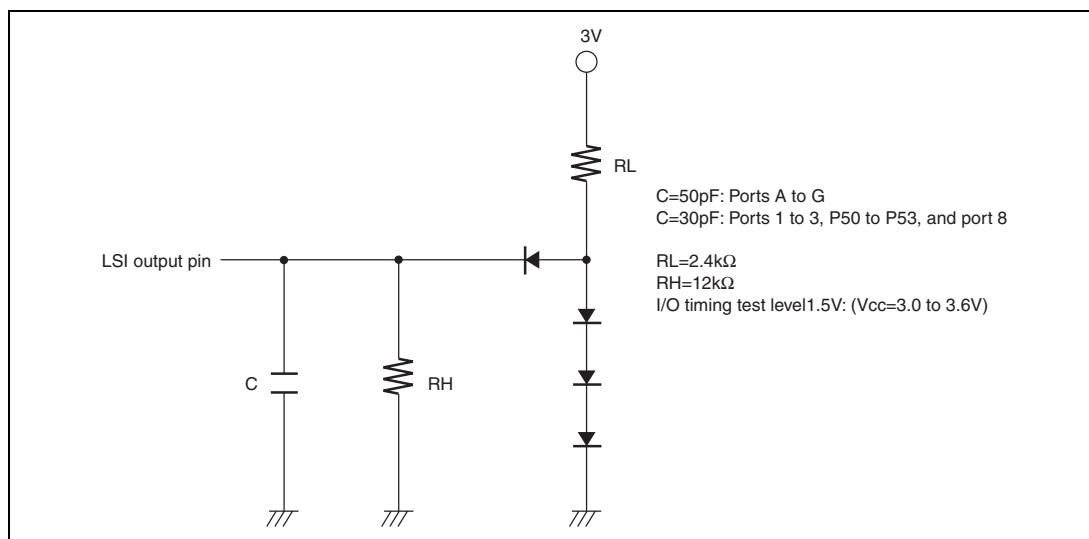 3V
RL
C=50pF: Ports A to G
C=30pF: Ports 1 to 3, P50 to P53, and port 8
LSI output pin
RL=2.4kΩ
RH=12kΩ
I/O timing test level1.5V: (Vcc=3.0 to 3.6V)
C
RH